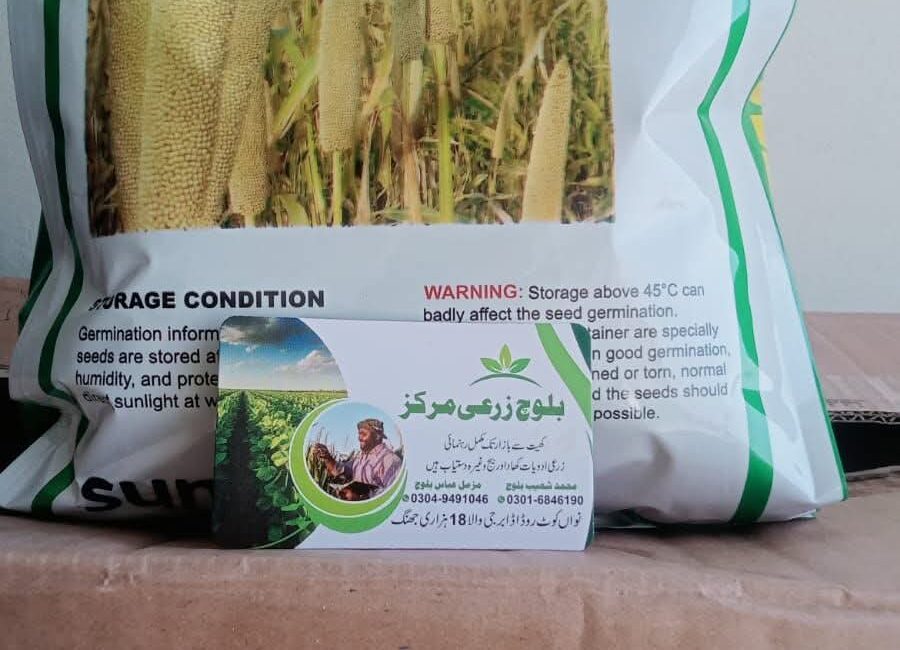 STORAGE CONDITION
Germination inform
seeds are stored a
humidity, and prote
sunlight at w
WARNING: Storage above 45°C can
badly affect the seed germination.
tainer are specially
n good germination,
ned or torn, normal
d the seeds should
possible.
sun
بلوچ زرعی مرکز
کھیت سے بازار تک مکمل رہنمائی
زرعی ادویات کھاد اور بیج وغیرہ دستیاب ہیں
محمد شعیب بلوچ مزمل عباس بلوچ
0301-6846190 0304-9491046
نواں کوٹ روڈ اڈا برجی والا 18 ہزاری جھنگ